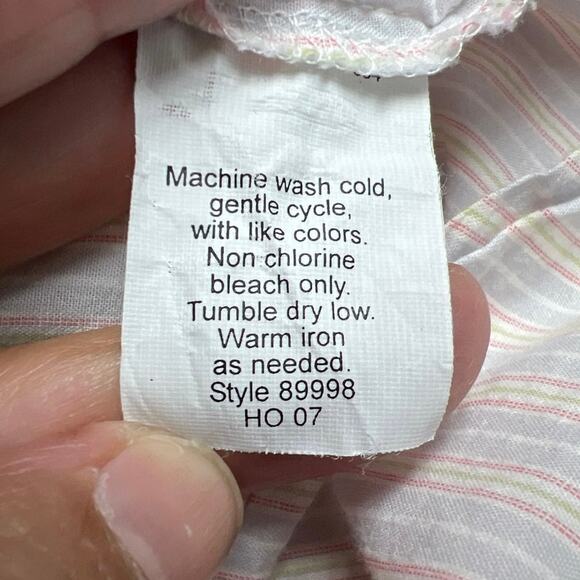 Machine wash cold,
gentle cycle,
with like colors.
Non chlorine
bleach only.
Tumble dry low.
Warm iron
as needed.
Style 89998
HO 07